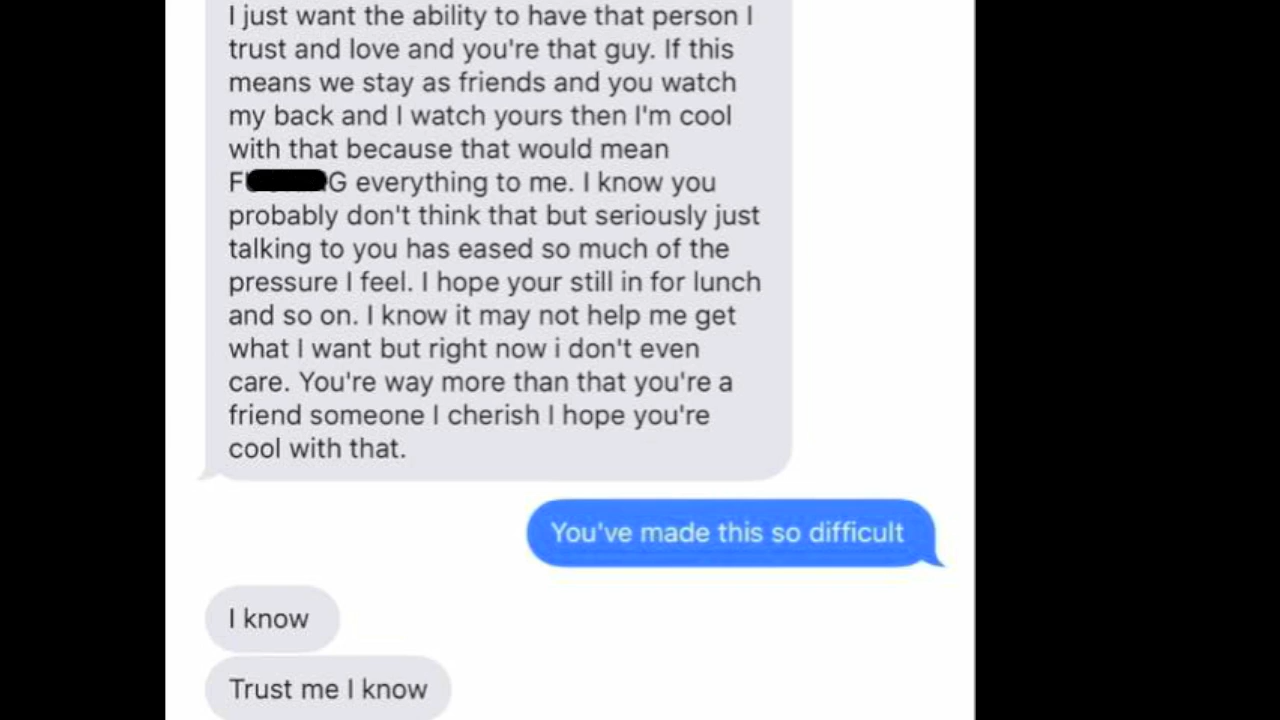 I just want the ability to have that person I
trust and love and you're that guy. If this
means we stay as friends and you watch
my back and I watch yours then I'm cool
with that because that would mean
everything to me. I know you
probably don't think that but seriously just
talking to you has eased so much of the
pressure I feel. I hope your still in for lunch
and so on. I know it may not help me get
what I want but right now i don't even
care. You're way more than that you're a
friend someone I cherish I hope you're
cool with that.
You've made this so difficult
I know
Trust me I know